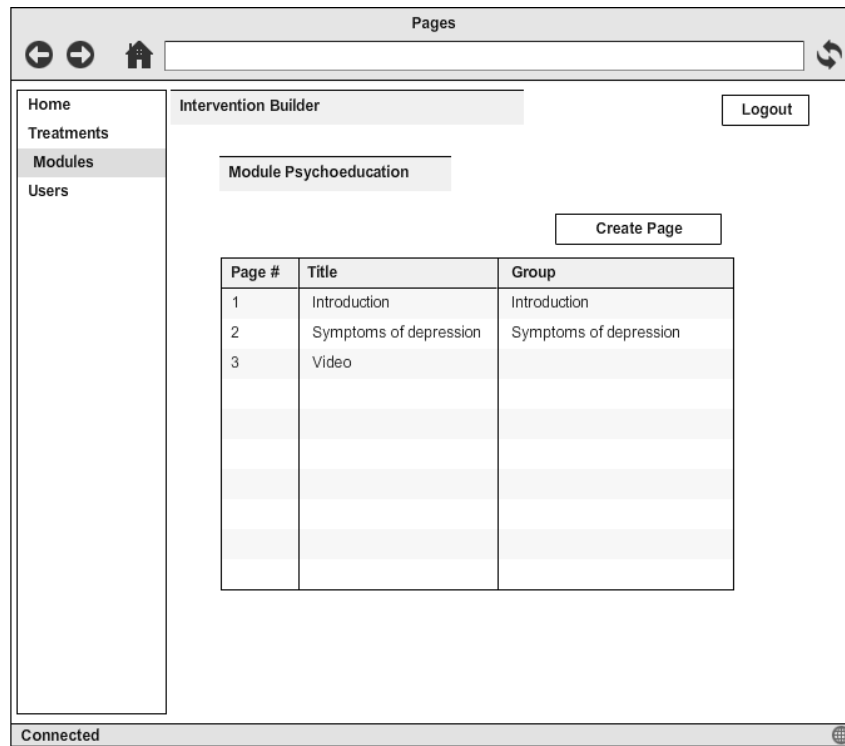 Pages
Home
Treatments
Modules
Users
Intervention Builder
Logout
Module Psychoeducation
Create Page
Page # Title Group
1 Introduction Introduction
2 Symptoms of depression Symptoms of depression
3 Video
Connected